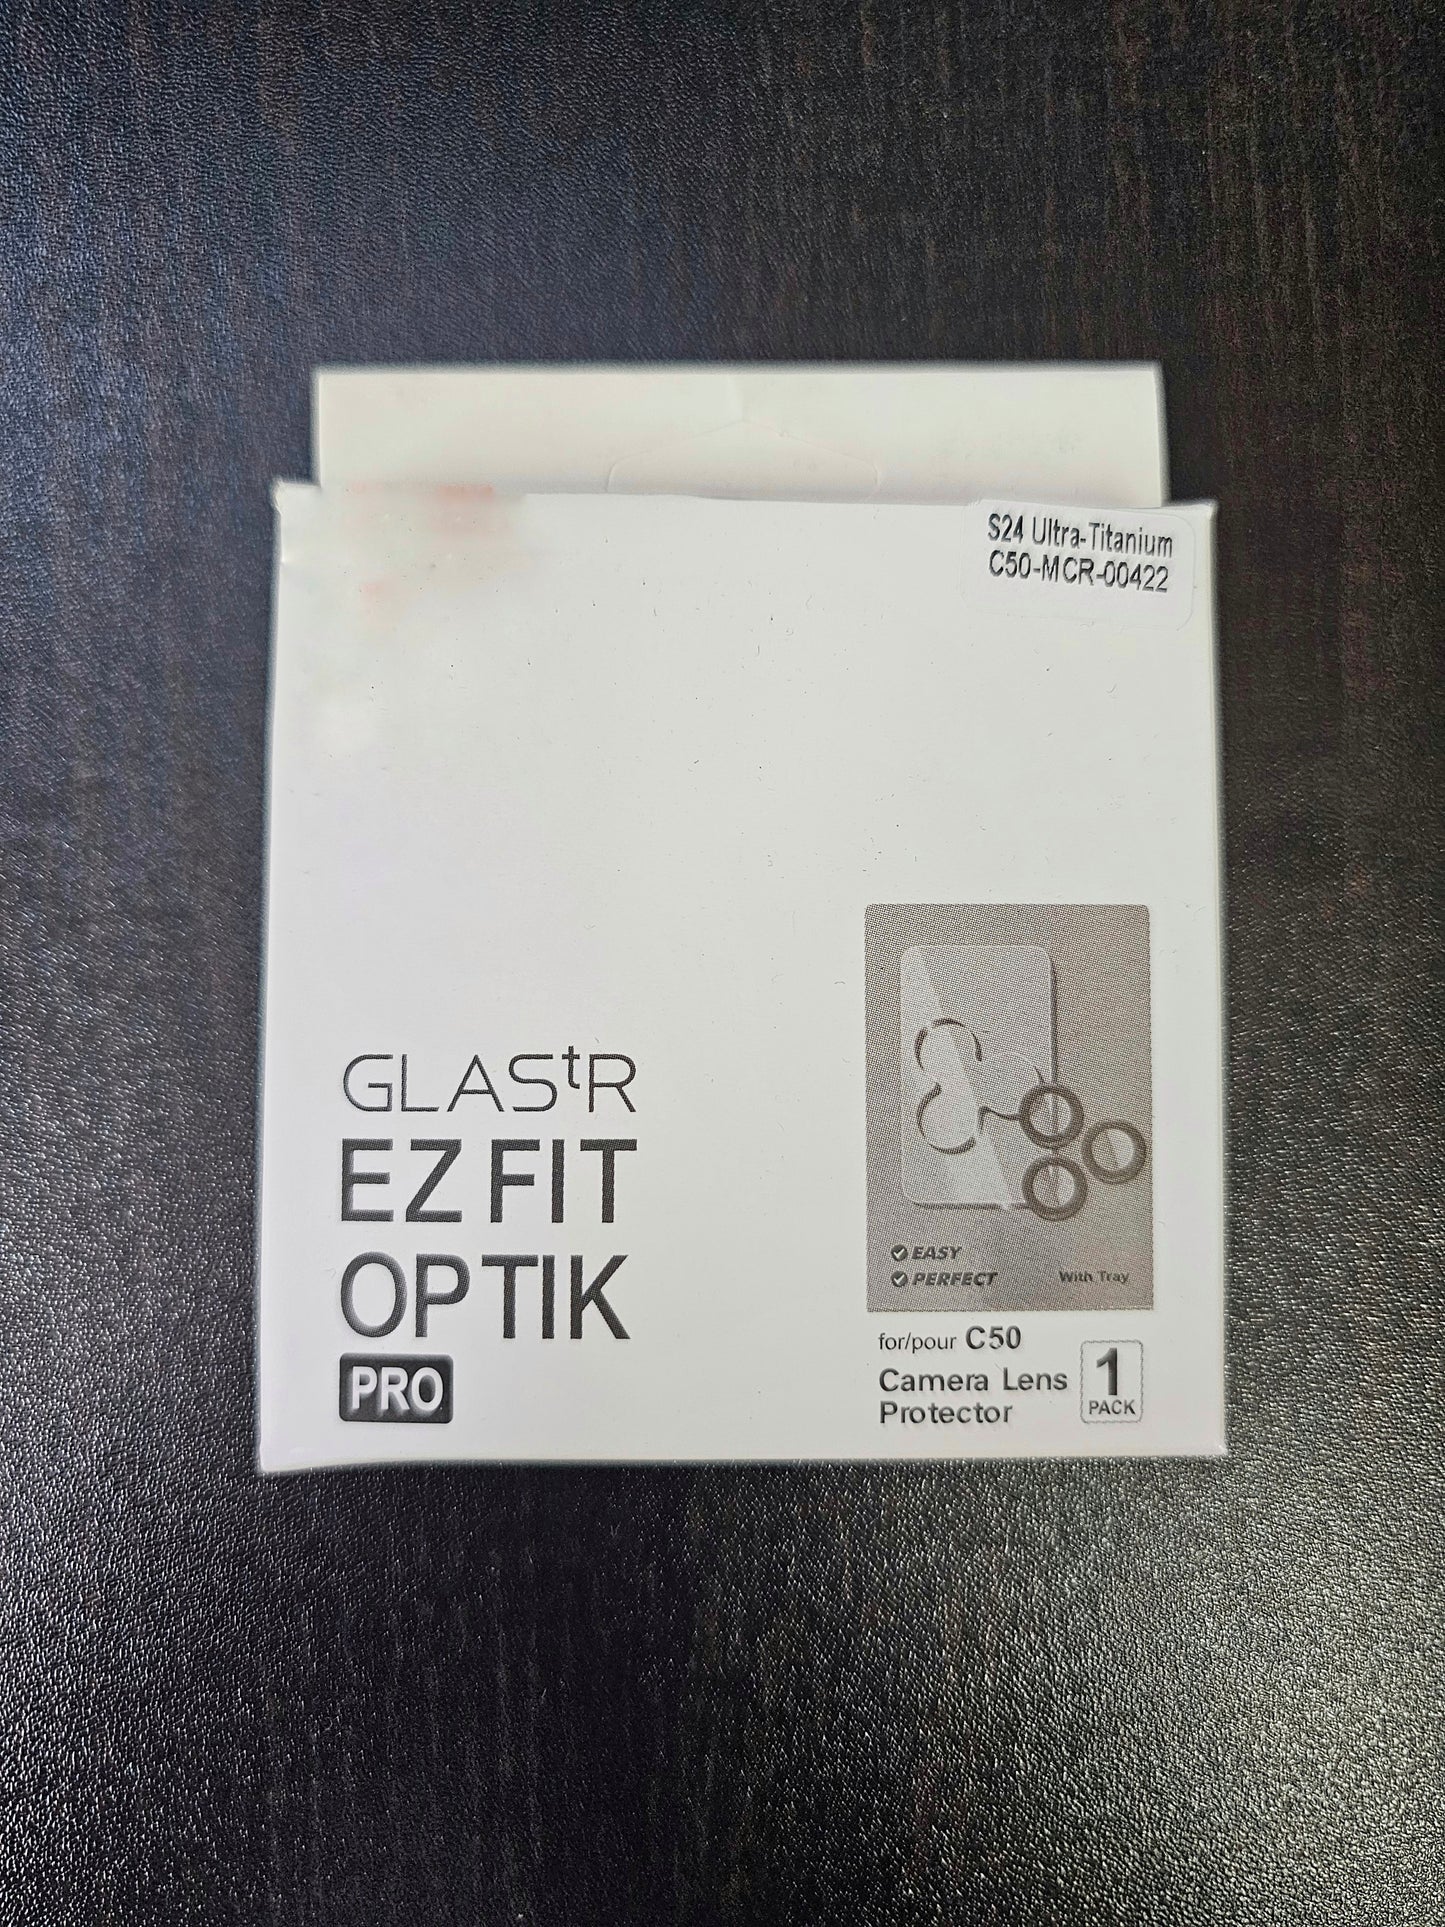 S24 Ultra-Titanium
C50-MCR-00422
GLAStR
EZ FIT
OPTIK
PRO
EASY
PERFECT
With Tray
for/pour C50
Camera Lens
Protector
1
PACK